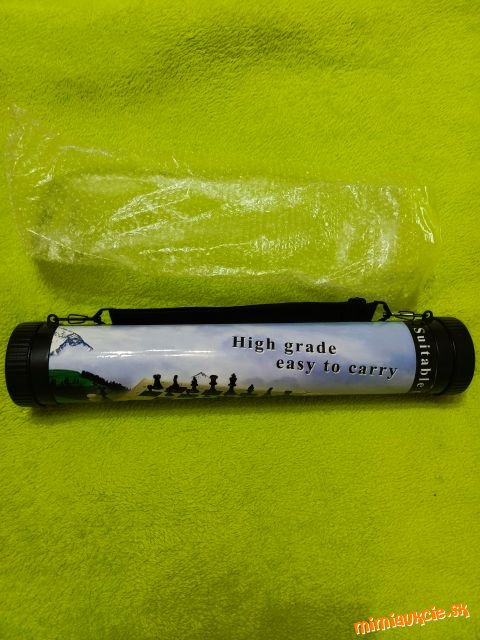 High grade
easy to carry
Suitable
mimiaukcie.sk